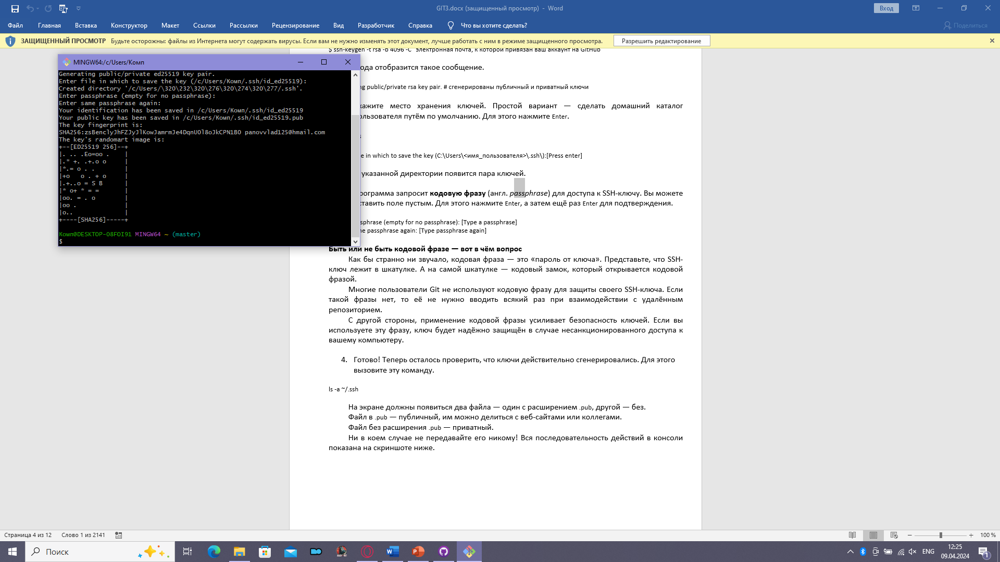 GIT3.docx (защищенный просмотр) - Word
Вход
Файл
Главная
Вставка
Конструктор
Макет
Ссылки
Рассылки
Рецензирование
Вид
Разработчик
Справка
Что вы хотите сделать?
Поделиться
ЗАЩИЩЕННЫЙ ПРОСМОТР
Будьте осторожны: файлы из Интернета могут содержать вирусы. Если вам не нужно изменять этот документ, лучше работать с ним в режиме защищенного просмотра.
Разрешить редактирование
$ ssh-keygen -t rsa -b 4096 -C "электронная почта, к которой привязан ваш аккаунт на GitHub
MINGW64:/c/Users/Комп
Generating public/private ed25519 key pair.
Enter file in which to save the key (/c/Users/Комп/.ssh/id_ed25519):
Created directory '/c/Users/\320\232\320\276\320\274\320\277/.ssh'.
Enter passphrase (empty for no passphrase):
Enter same passphrase again:
Your identification has been saved in /c/Users/Комп/.ssh/id_ed25519
Your public key has been saved in /c/Users/Комп/.ssh/id_ed25519.pub
The key fingerprint is:
SHA256:zsBenclyJhFZJyJlKowJamrmJe4DqnUOl8oJkCPN1BO panovvlad125@hmail.com
The key's randomart image is:
+--[ED25519 256]--+
|. .. .Eo=oo .    |
|.* +. .+.o o     |
|*.= o . .        |
|+o   o . + o     |
|.+..o = S B      |
|* o+ * = =       |
|oo. = . o        |
|oo .             |
|o..              |
+----[SHA256]-----+
Комп@DESKTOP-O8FOI91 MINGW64 ~ (master)
$
ода отобразится такое сообщение.
ng public/private rsa key pair. # сгенерированы публичный и приватный ключи
кажите место хранения ключей. Простой вариант — сделать домашний каталог
ользователя путём по умолчанию. Для этого нажмите Enter.
s
e in which to save the key (C:\Users\<имя_пользователя>\.ssh\):[Press enter]
указанной директории появится пара ключей.
рограмма запросит кодовую фразу (англ. passphrase) для доступа к SSH-ключу. Вы можете
ставить поле пустым. Для этого нажмите Enter, а затем ещё раз Enter для подтверждения.
sphrase (empty for no passphrase): [Type a passphrase]
ne passphrase again: [Type passphrase again]
Быть или не быть кодовой фразе — вот в чём вопрос
Как бы странно ни звучало, кодовая фраза — это «пароль от ключа». Представьте, что SSH-
ключ лежит в шкатулке. А на самой шкатулке — кодовый замок, который открывается кодовой
фразой.
Многие пользователи Git не используют кодовую фразу для защиты своего SSH-ключа. Если
такой фразы нет, то её не нужно вводить всякий раз при взаимодействии с удалённым
репозиторием.
С другой стороны, применение кодовой фразы усиливает безопасность ключей. Если вы
используете эту фразу, ключ будет надёжно защищён в случае несанкционированного доступа к
вашему компьютеру.
4. Готово! Теперь осталось проверить, что ключи действительно сгенерировались. Для этого
вызовите эту команду.
ls -a ~/.ssh
На экране должны появиться два файла — один с расширением .pub, другой — без.
Файл в .pub — публичный, им можно делиться с веб-сайтами или коллегами.
Файл без расширения .pub — приватный.
Ни в коем случае не передавайте его никому! Вся последовательность действий в консоли
показана на скриншоте ниже.
Страница 4 из 12
Слово 1 из 2141
100 %
Поиск
ENG
12:25
09.04.2024
1